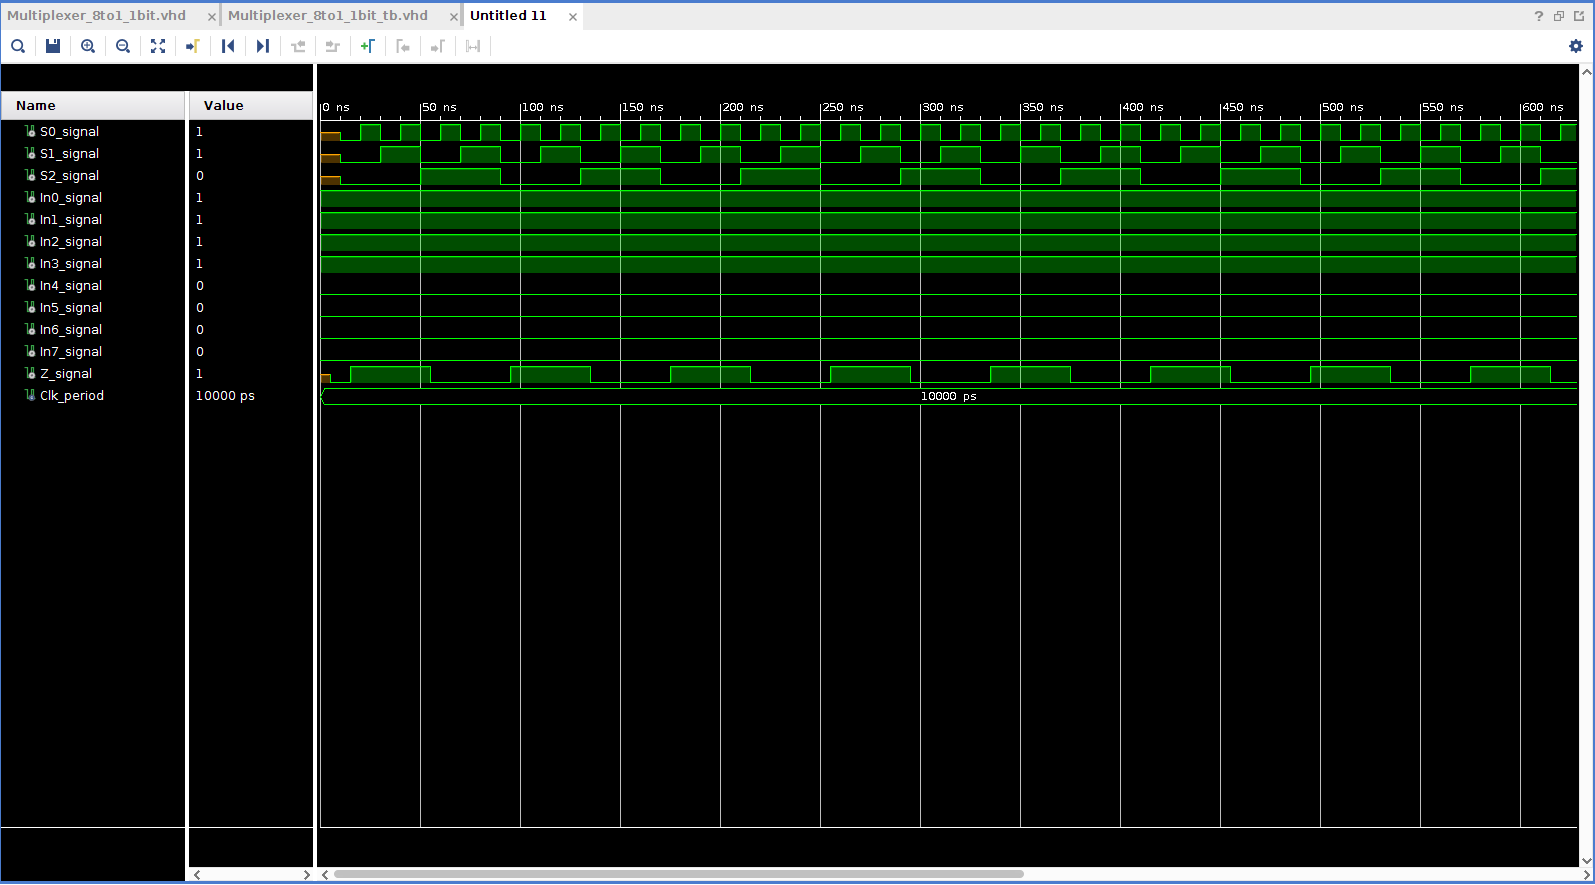 Multiplexer_8to1_1bit.vhd × Multiplexer_8to1_1bit_tb.vhd × Untitled 11 × ?
Name Value 0 ns 50 ns 100 ns 150 ns 200 ns 250 ns 300 ns 350 ns 400 ns 450 ns 500 ns 550 ns 600 ns
S0_signal 1
S1_signal 1
S2_signal 0
In0_signal 1
In1_signal 1
In2_signal 1
In3_signal 1
In4_signal 0
In5_signal 0
In6_signal 0
In7_signal 0
Z_signal 1
Clk_period 10000 ps 10000 ps